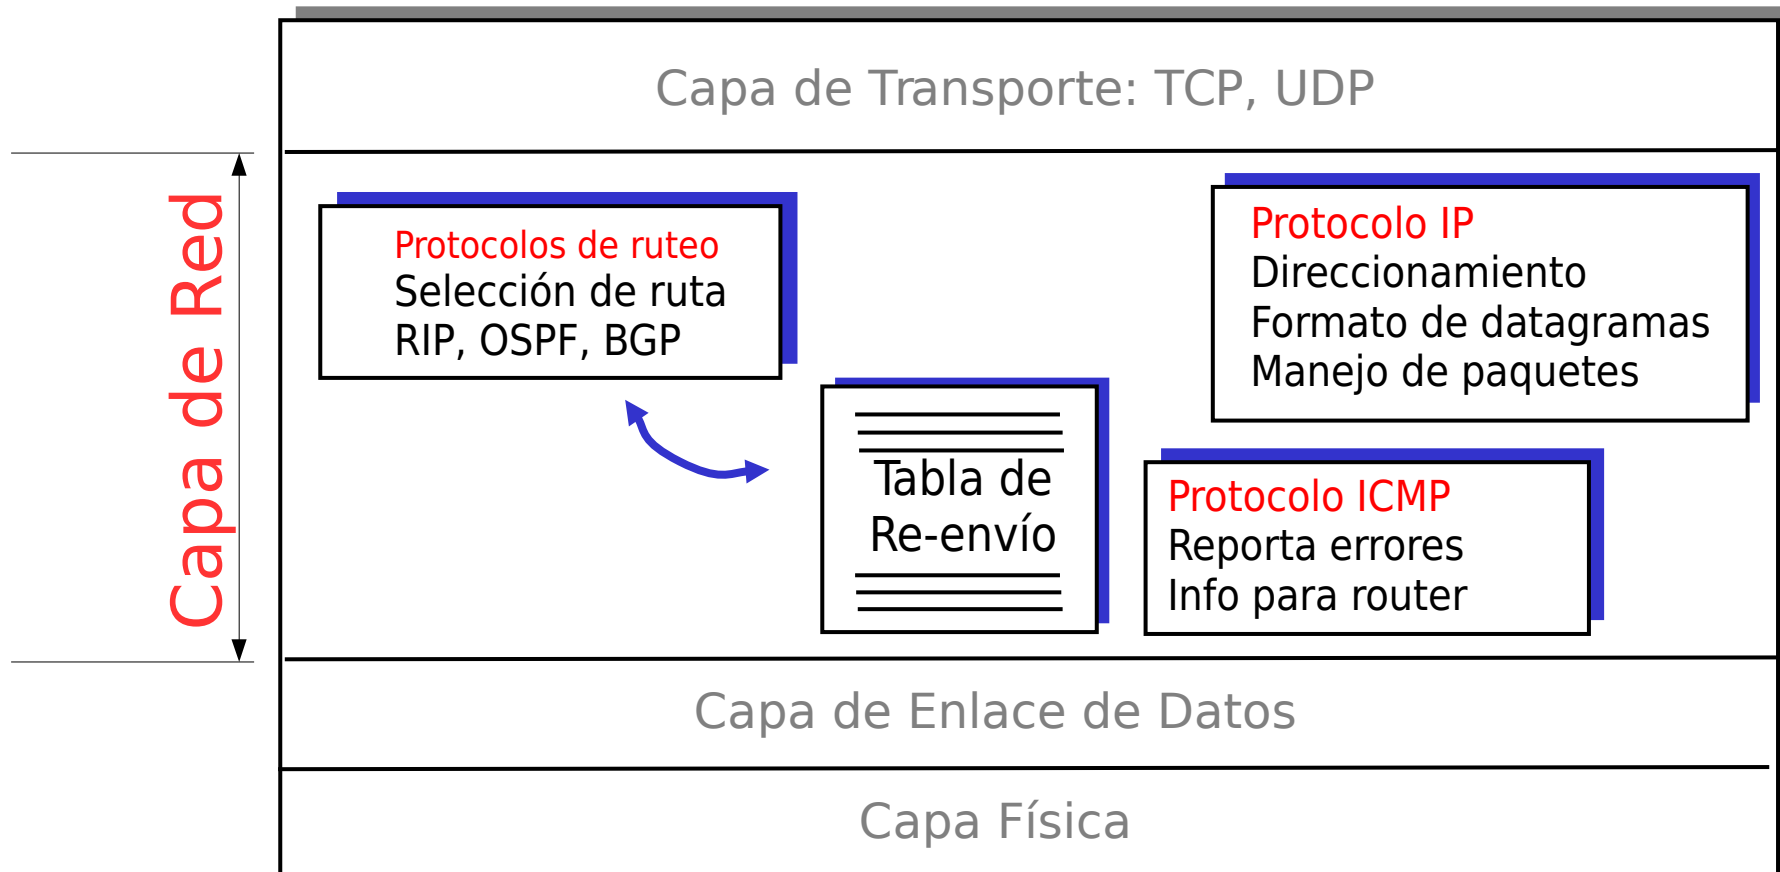 Capa de Transporte: TCP, UDP
Capa de Red
Protocolos de ruteo
Selección de ruta
RIP, OSPF, BGP
Protocolo IP
Direccionamiento
Formato de datagramas
Manejo de paquetes
Tabla de
Re-envío
Protocolo ICMP
Reporta errores
Info para router
Capa de Enlace de Datos
Capa Física